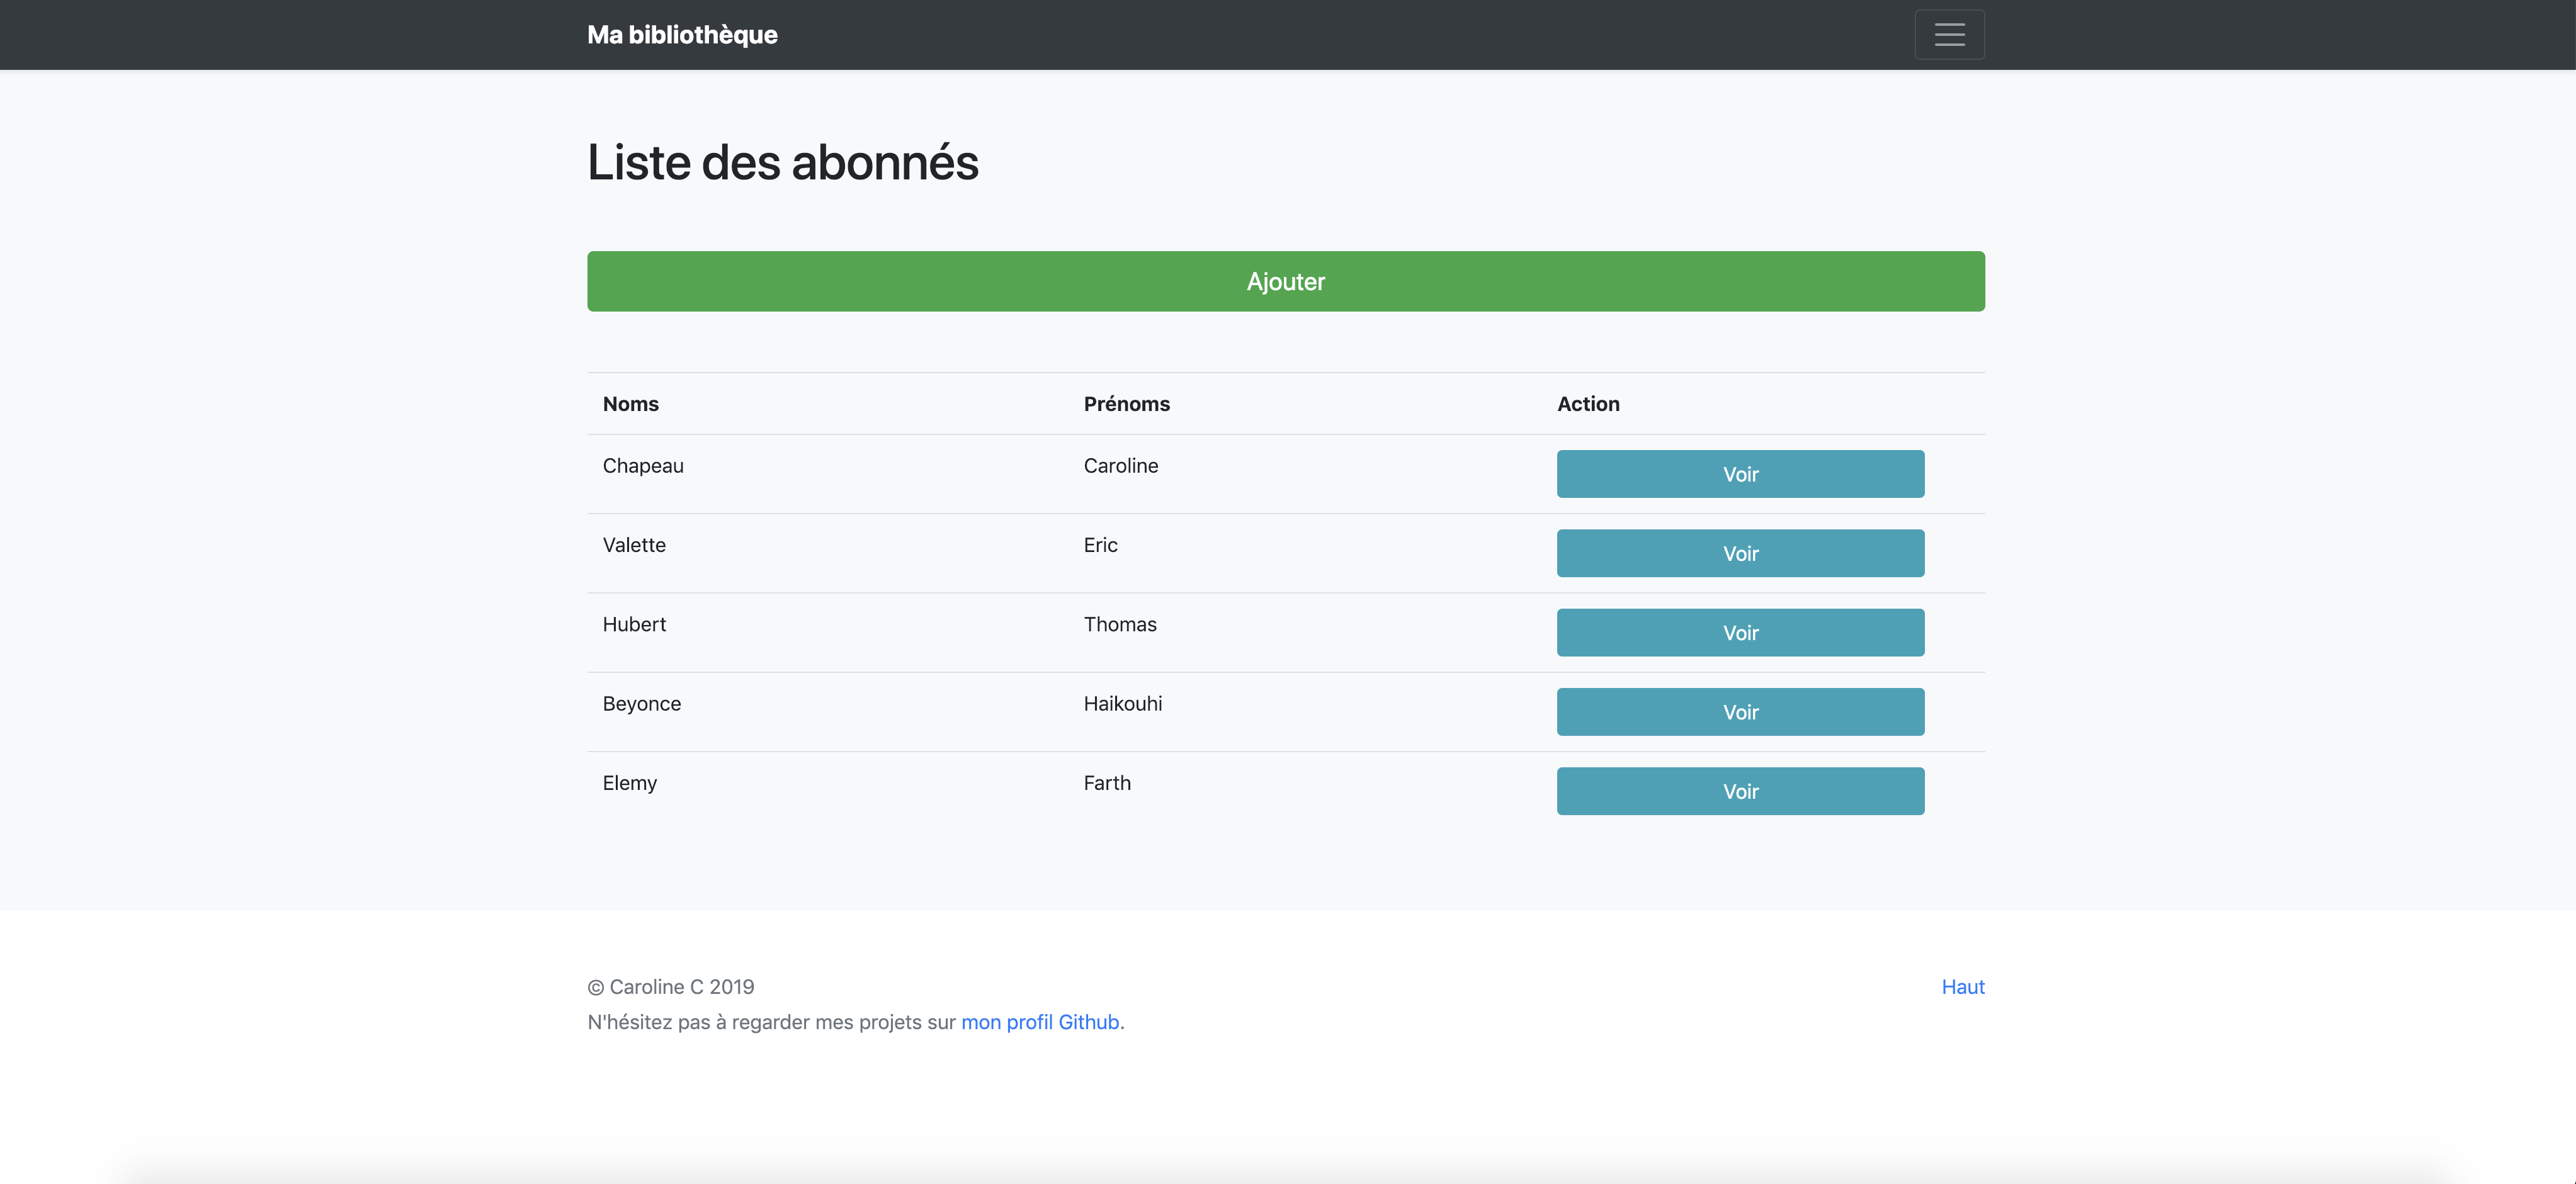 Ma bibliothèque
Liste des abonnés
Ajouter
Noms Prénoms Action
Chapeau Caroline Voir
Valette Eric Voir
Hubert Thomas Voir
Beyonce Haikouhi Voir
Elemy Farth Voir
© Caroline C 2019 Haut
N'hésitez pas à regarder mes projets sur mon profil Github.